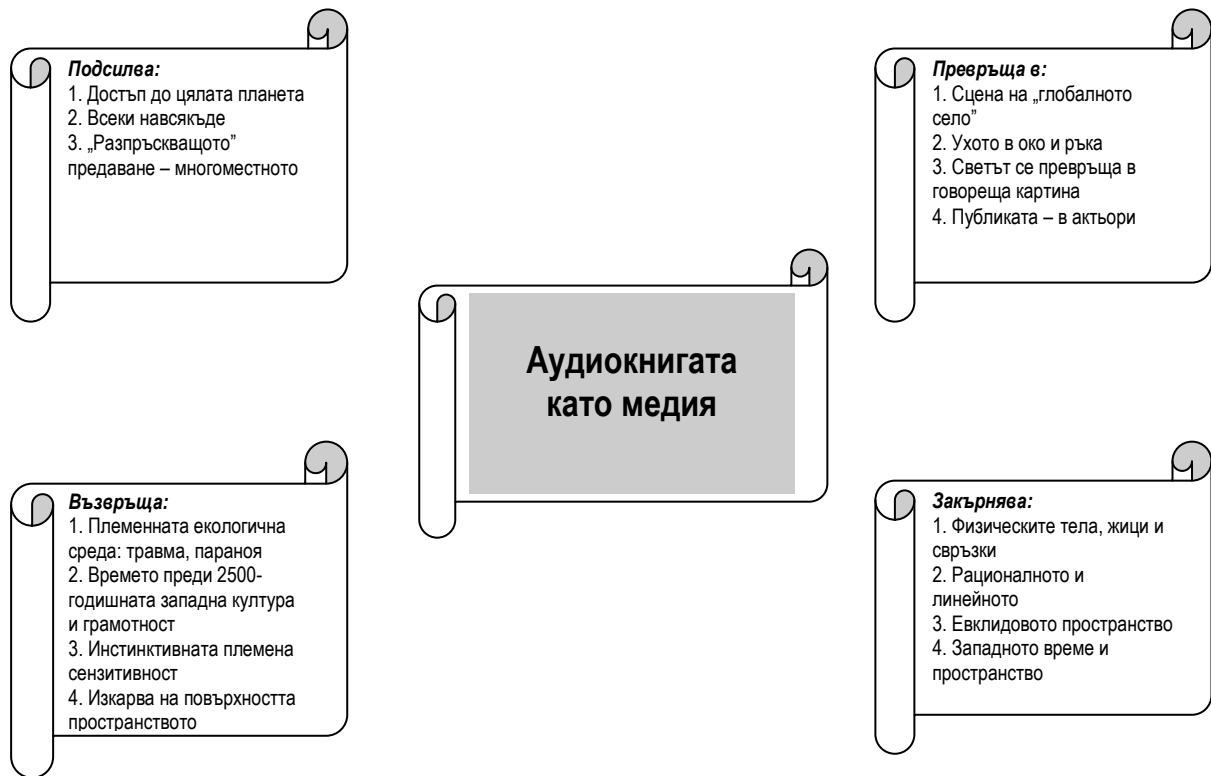 Подсилва:
1. Достъп до цялата планета
2. Всеки навсякъде
3. „Разпръскващото”
предаване – многоместното
Превръща в:
1. Сцена на „глобалното
село”
2. Ухото в око и ръка
3. Светът се превръща в
говореща картина
4. Публиката – в актьори
Аудиокнигата
като медия
Възвръща:
1. Племенната екологична
среда: травма, параноя
2. Времето преди 2500-
годишната западна култура
и грамотност
3. Инстинктивната племена
сензитивност
4. Изкарва на повърхността
пространството
Закърнява:
1. Физическите тела, жици и
свръзки
2. Рационалното и
линейното
3. Евклидовото пространство
4. Западното време и
пространство